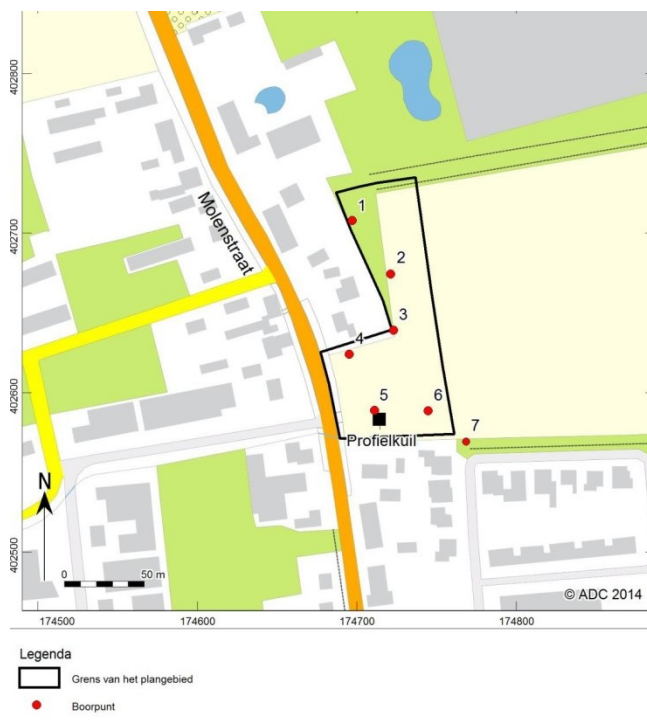 402800
402700
402600
402500
Molenstraat
1
2
3
4
5
6
7
Profielkuil
N
0 50 m
© ADC 2014
174500 174600 174700 174800
Legenda
Grens van het plangebied
Boorpunt